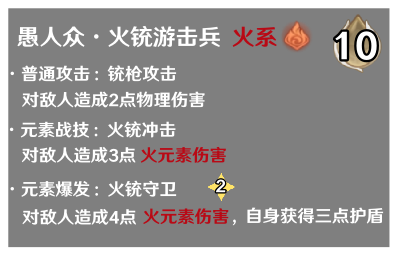 愚人众·火铳游击兵 火系 10
·普通攻击：铳枪攻击
对敌人造成2点物理伤害
·元素战技：火铳冲击
对敌人造成3点 火元素伤害
·元素爆发：火铳守卫 2
对敌人造成4点 火元素伤害，自身获得三点护盾